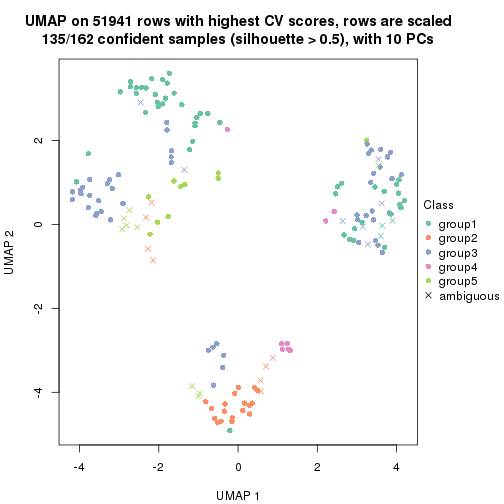 UMAP on 51941 rows with highest CV scores, rows are scaled
135/162 confident samples (silhouette > 0.5), with 10 PCs
UMAP 2
2
0
-2
-4
-4
-2
0
2
4
UMAP 1
Class
group1
group2
group3
group4
group5
ambiguous